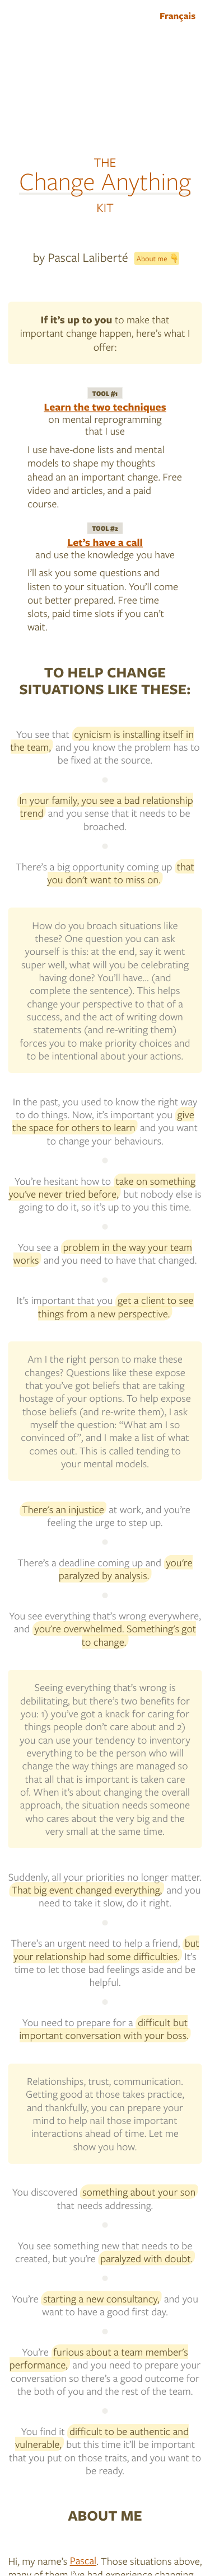 Français
THE
Change Anything
KIT
by Pascal Laliberté About me 👇
If it's up to you to make that
important change happen, here's what I
offer:
TOOL #1
Learn the two techniques
on mental reprogramming
that I use
I use have-done lists and mental
models to shape my thoughts
ahead an an important change. Free
video and articles, and a paid
course.
TOOL #2
Let's have a call
and use the knowledge you have
I'll ask you some questions and
listen to your situation. You'll come
out better prepared. Free time
slots, paid time slots if you can't
wait.
TO HELP CHANGE
SITUATIONS LIKE THESE:
You see that cynicism is installing itself in
the team, and you know the problem has to
be fixed at the source.
In your family, you see a bad relationship
trend and you sense that it needs to be
broached.
There's a big opportunity coming up that
you don't want to miss on.
How do you broach situations like
these? One question you can ask
yourself is this: at the end, say it went
super well, what will you be celebrating
having done? You'll have... (and
complete the sentence). This helps
change your perspective to that of a
success, and the act of writing down
statements (and re-writing them)
forces you to make priority choices and
to be intentional about your actions.
In the past, you used to know the right way
to do things. Now, it's important you give
the space for others to learn and you want
to change your behaviours.
You're hesitant how to take on something
you've never tried before, but nobody else is
going to do it, so it's up to you this time.
You see a problem in the way your team
works and you need to have that changed.
It's important that you get a client to see
things from a new perspective.
Am I the right person to make these
changes? Questions like these expose
that you've got beliefs that are taking
hostage of your options. To help expose
those beliefs (and re-write them), I ask
myself the question: "What am I so
convinced of", and I make a list of what
comes out. This is called tending to
your mental models.
There's an injustice at work, and you're
feeling the urge to step up.
There's a deadline coming up and you're
paralyzed by analysis.
You see everything that's wrong everywhere,
and you're overwhelmed. Something's got
to change.
Seeing everything that's wrong is
debilitating, but there's two benefits for
you: 1) you've got a knack for caring for
things people don't care about and 2)
you can use your tendency to inventory
everything to be the person who will
change the way things are managed so
that all that is important is taken care
of. When it's about changing the overall
approach, the situation needs someone
who cares about the very big and the
very small at the same time.
Suddenly, all your priorities no longer matter.
That big event changed everything, and you
need to take it slow, do it right.
There's an urgent need to help a friend, but
your relationship had some difficulties. It's
time to let those bad feelings aside and be
helpful.
You need to prepare for a difficult but
important conversation with your boss.
Relationships, trust, communication.
Getting good at those takes practice,
and thankfully, you can prepare your
mind to help nail those important
interactions ahead of time. Let me
show you how.
You discovered something about your son
that needs addressing.
You see something new that needs to be
created, but you're paralyzed with doubt.
You're starting a new consultancy, and you
want to have a good first day.
You're furious about a team member's
performance, and you need to prepare your
conversation so there's a good outcome for
the both of you and the rest of the team.
You find it difficult to be authentic and
vulnerable, but this time it'll be important
that you put on those traits, and you want to
be ready.
ABOUT ME
Hi, my name's Pascal. Those situations above,
many of them I've had experience changing